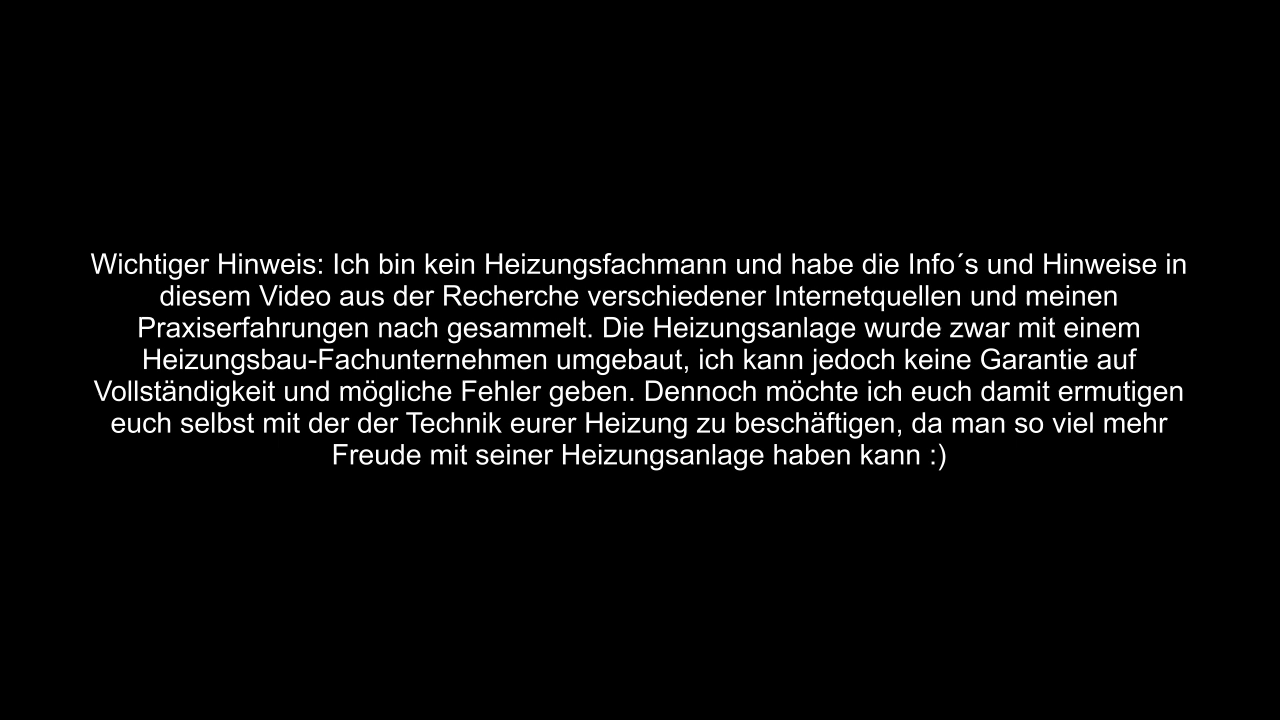 Wichtiger Hinweis: Ich bin kein Heizungsfachmann und habe die Info´s und Hinweise in
diesem Video aus der Recherche verschiedener Internetquellen und meinen
Praxiserfahrungen nach gesammelt. Die Heizungsanlage wurde zwar mit einem
Heizungsbau-Fachunternehmen umgebaut, ich kann jedoch keine Garantie auf
Vollständigkeit und mögliche Fehler geben. Dennoch möchte ich euch damit ermutigen
euch selbst mit der der Technik eurer Heizung zu beschäftigen, da man so viel mehr
Freude mit seiner Heizungsanlage haben kann :)